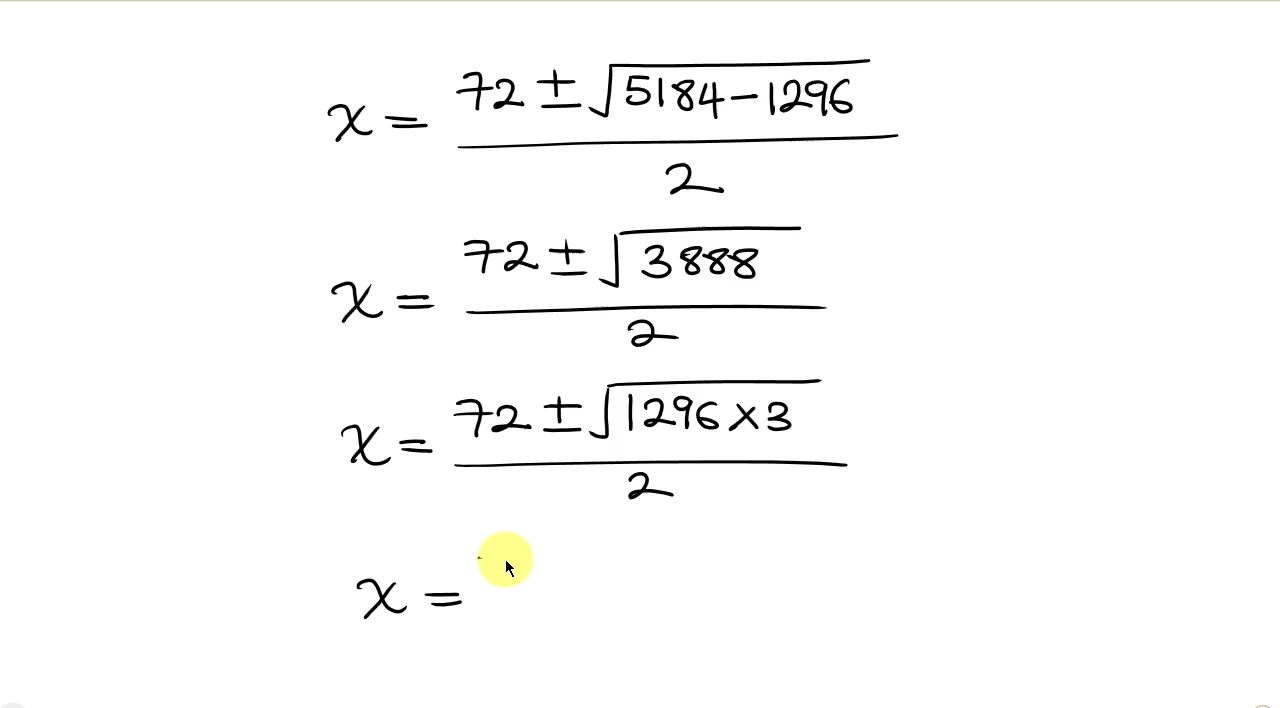 x = (72 ± √(5184 − 1296)) / 2
x = (72 ± √3888) / 2
x = (72 ± √(1296 × 3)) / 2
x =